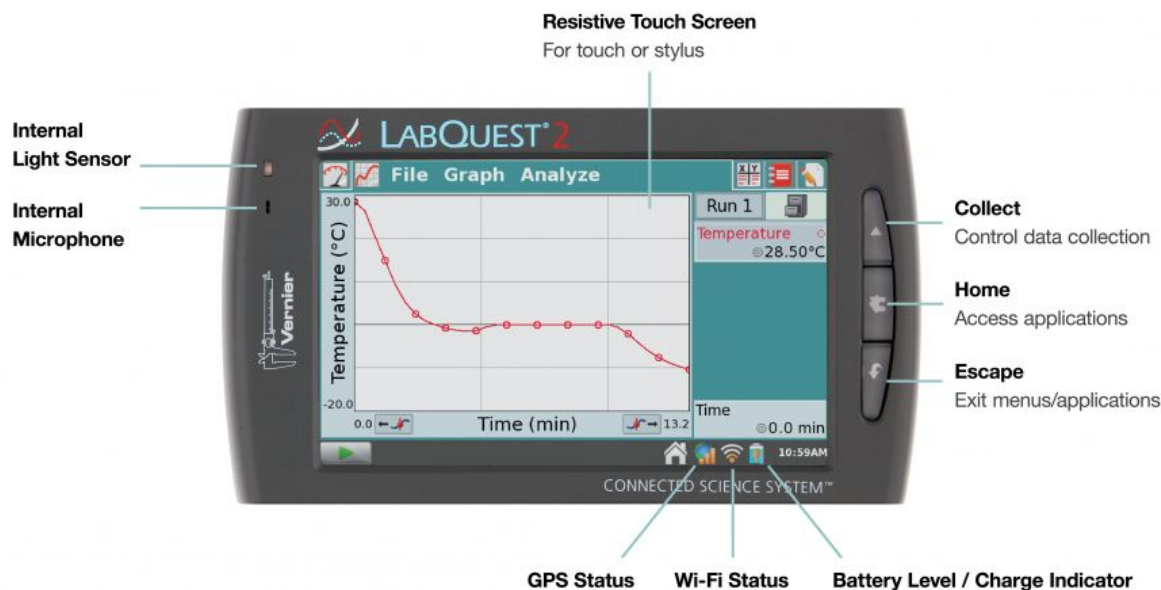 Resistive Touch Screen
For touch or stylus
Internal
Light Sensor
Internal
Microphone
LABQUEST® 2
File Graph Analyze
X Y
30.0
Temperature (°C)
-20.0
0.0
Time (min)
13.2
Run 1
Temperature
28.50°C
Time
0.0 min
10:59AM
Vernier
CONNECTED SCIENCE SYSTEM™
Collect
Control data collection
Home
Access applications
Escape
Exit menus/applications
GPS Status
Wi-Fi Status
Battery Level / Charge Indicator